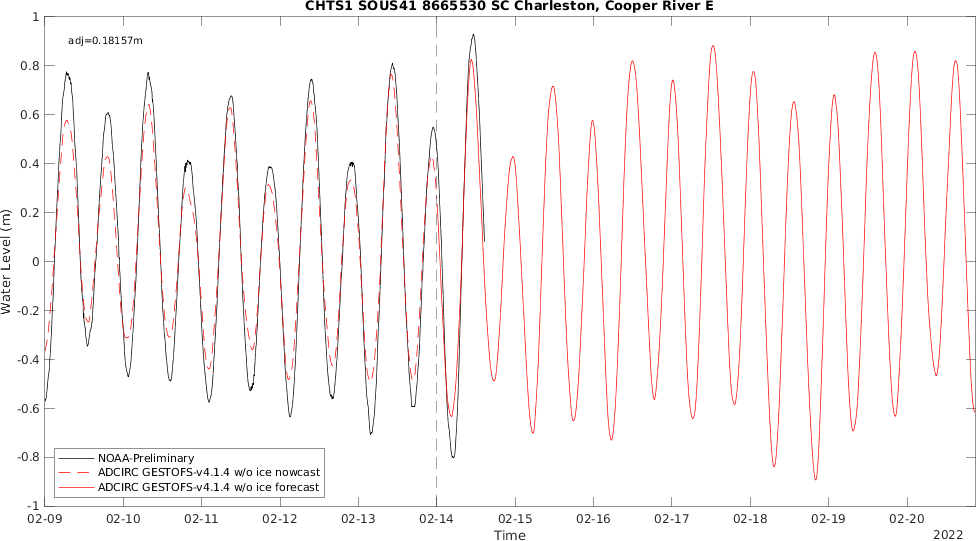 CHTS1 SOUS41 8665530 SC Charleston, Cooper River E
adj=0.18157m
1
0.8
0.6
0.4
0.2
0
-0.2
-0.4
-0.6
-0.8
-1
Water Level (m)
NOAA-Preliminary
ADCIRC GESTOFS-v4.1.4 w/o ice nowcast
ADCIRC GESTOFS-v4.1.4 w/o ice forecast
02-09 02-10 02-11 02-12 02-13 02-14 02-15 02-16 02-17 02-18 02-19 02-20
Time
2022